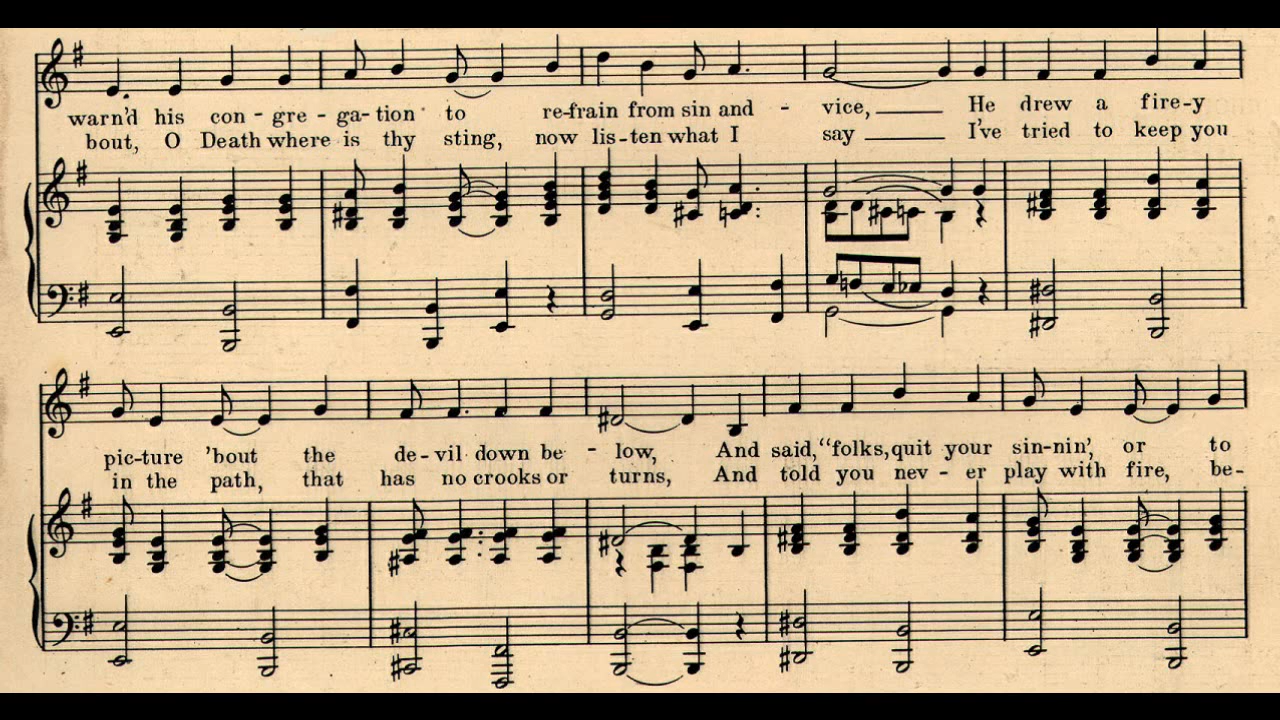 warn'd his con-gre-ga-tion to re-frain from sin and - vice, He drew a fire-y
bout, O Death where is thy sting, now lis-ten what I say I've tried to keep you
pic-ture 'bout the de-vil down be - low, And said, "folks, quit your sin-nin', or to
in the path, that has no crooks or turns, And told you nev-er play with fire, be-